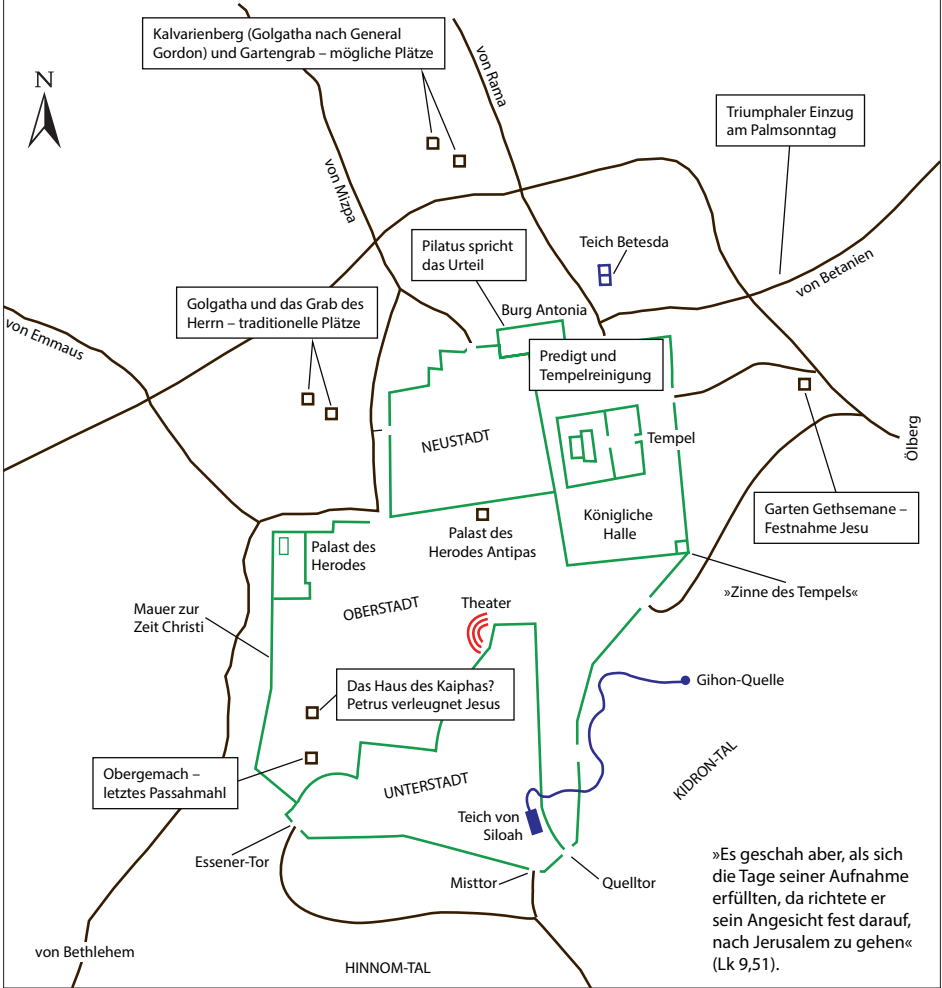 Kalvarienberg (Golgatha nach General
Gordon) und Gartengrab – mögliche Plätze
N
von Rama
Triumphaler Einzug
am Palmsonntag
von Mizpa
Pilatus spricht
das Urteil
Teich Betesda
von Betanien
Golgatha und das Grab des
Herrn – traditionelle Plätze
Burg Antonia
von Emmaus
Predigt und
Tempelreinigung
NEUSTADT
Tempel
Ölberg
Garten Gethsemane –
Festnahme Jesu
Königliche
Halle
Palast des
Herodes
Palast des
Herodes Antipas
»Zinne des Tempels«
Mauer zur
Zeit Christi
OBERSTADT
Theater
Das Haus des Kaiphas?
Petrus verleugnet Jesus
Gihon-Quelle
Obergemach –
letztes Passahmahl
UNTERSTADT
KIDRON-TAL
Teich von
Siloah
Essener-Tor
Misttor
Quelltor
»Es geschah aber, als sich
die Tage seiner Aufnahme
erfüllten, da richtete er
sein Angesicht fest darauf,
nach Jerusalem zu gehen«
(Lk 9,51).
von Bethlehem
HINNOM-TAL